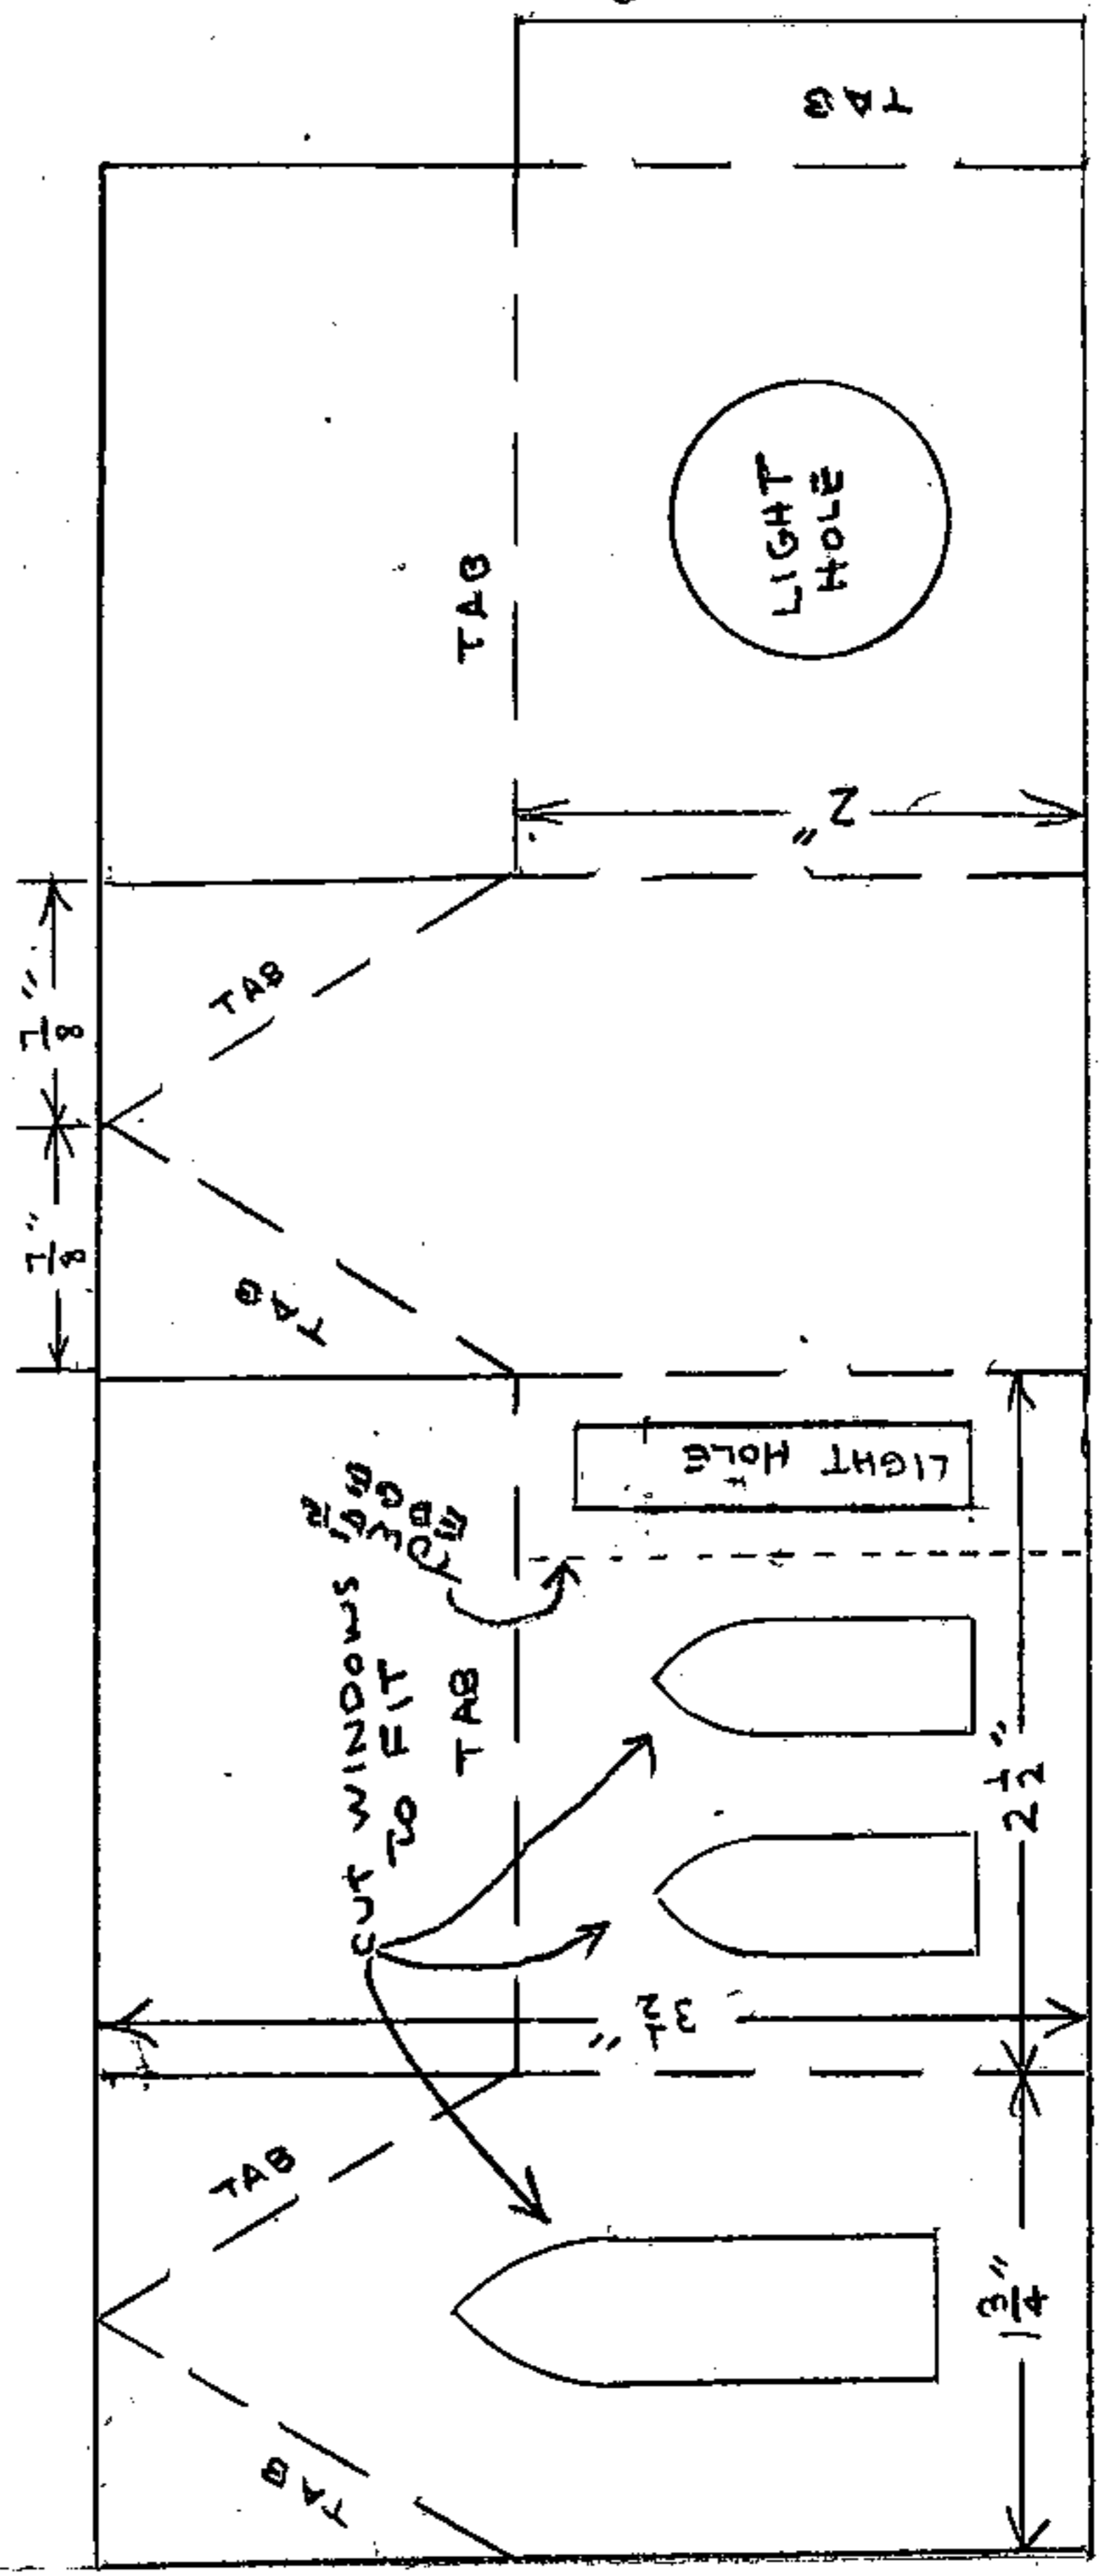 TAB
TAB
1 3/4"
3 1/2"
CUT WINDOWS
TO FIT
TAB
2 1/2"
LIGHT HOLE
7/8"
7/8"
TAB
TAB
2"
TAB
LIGHT
HOLE
TAB